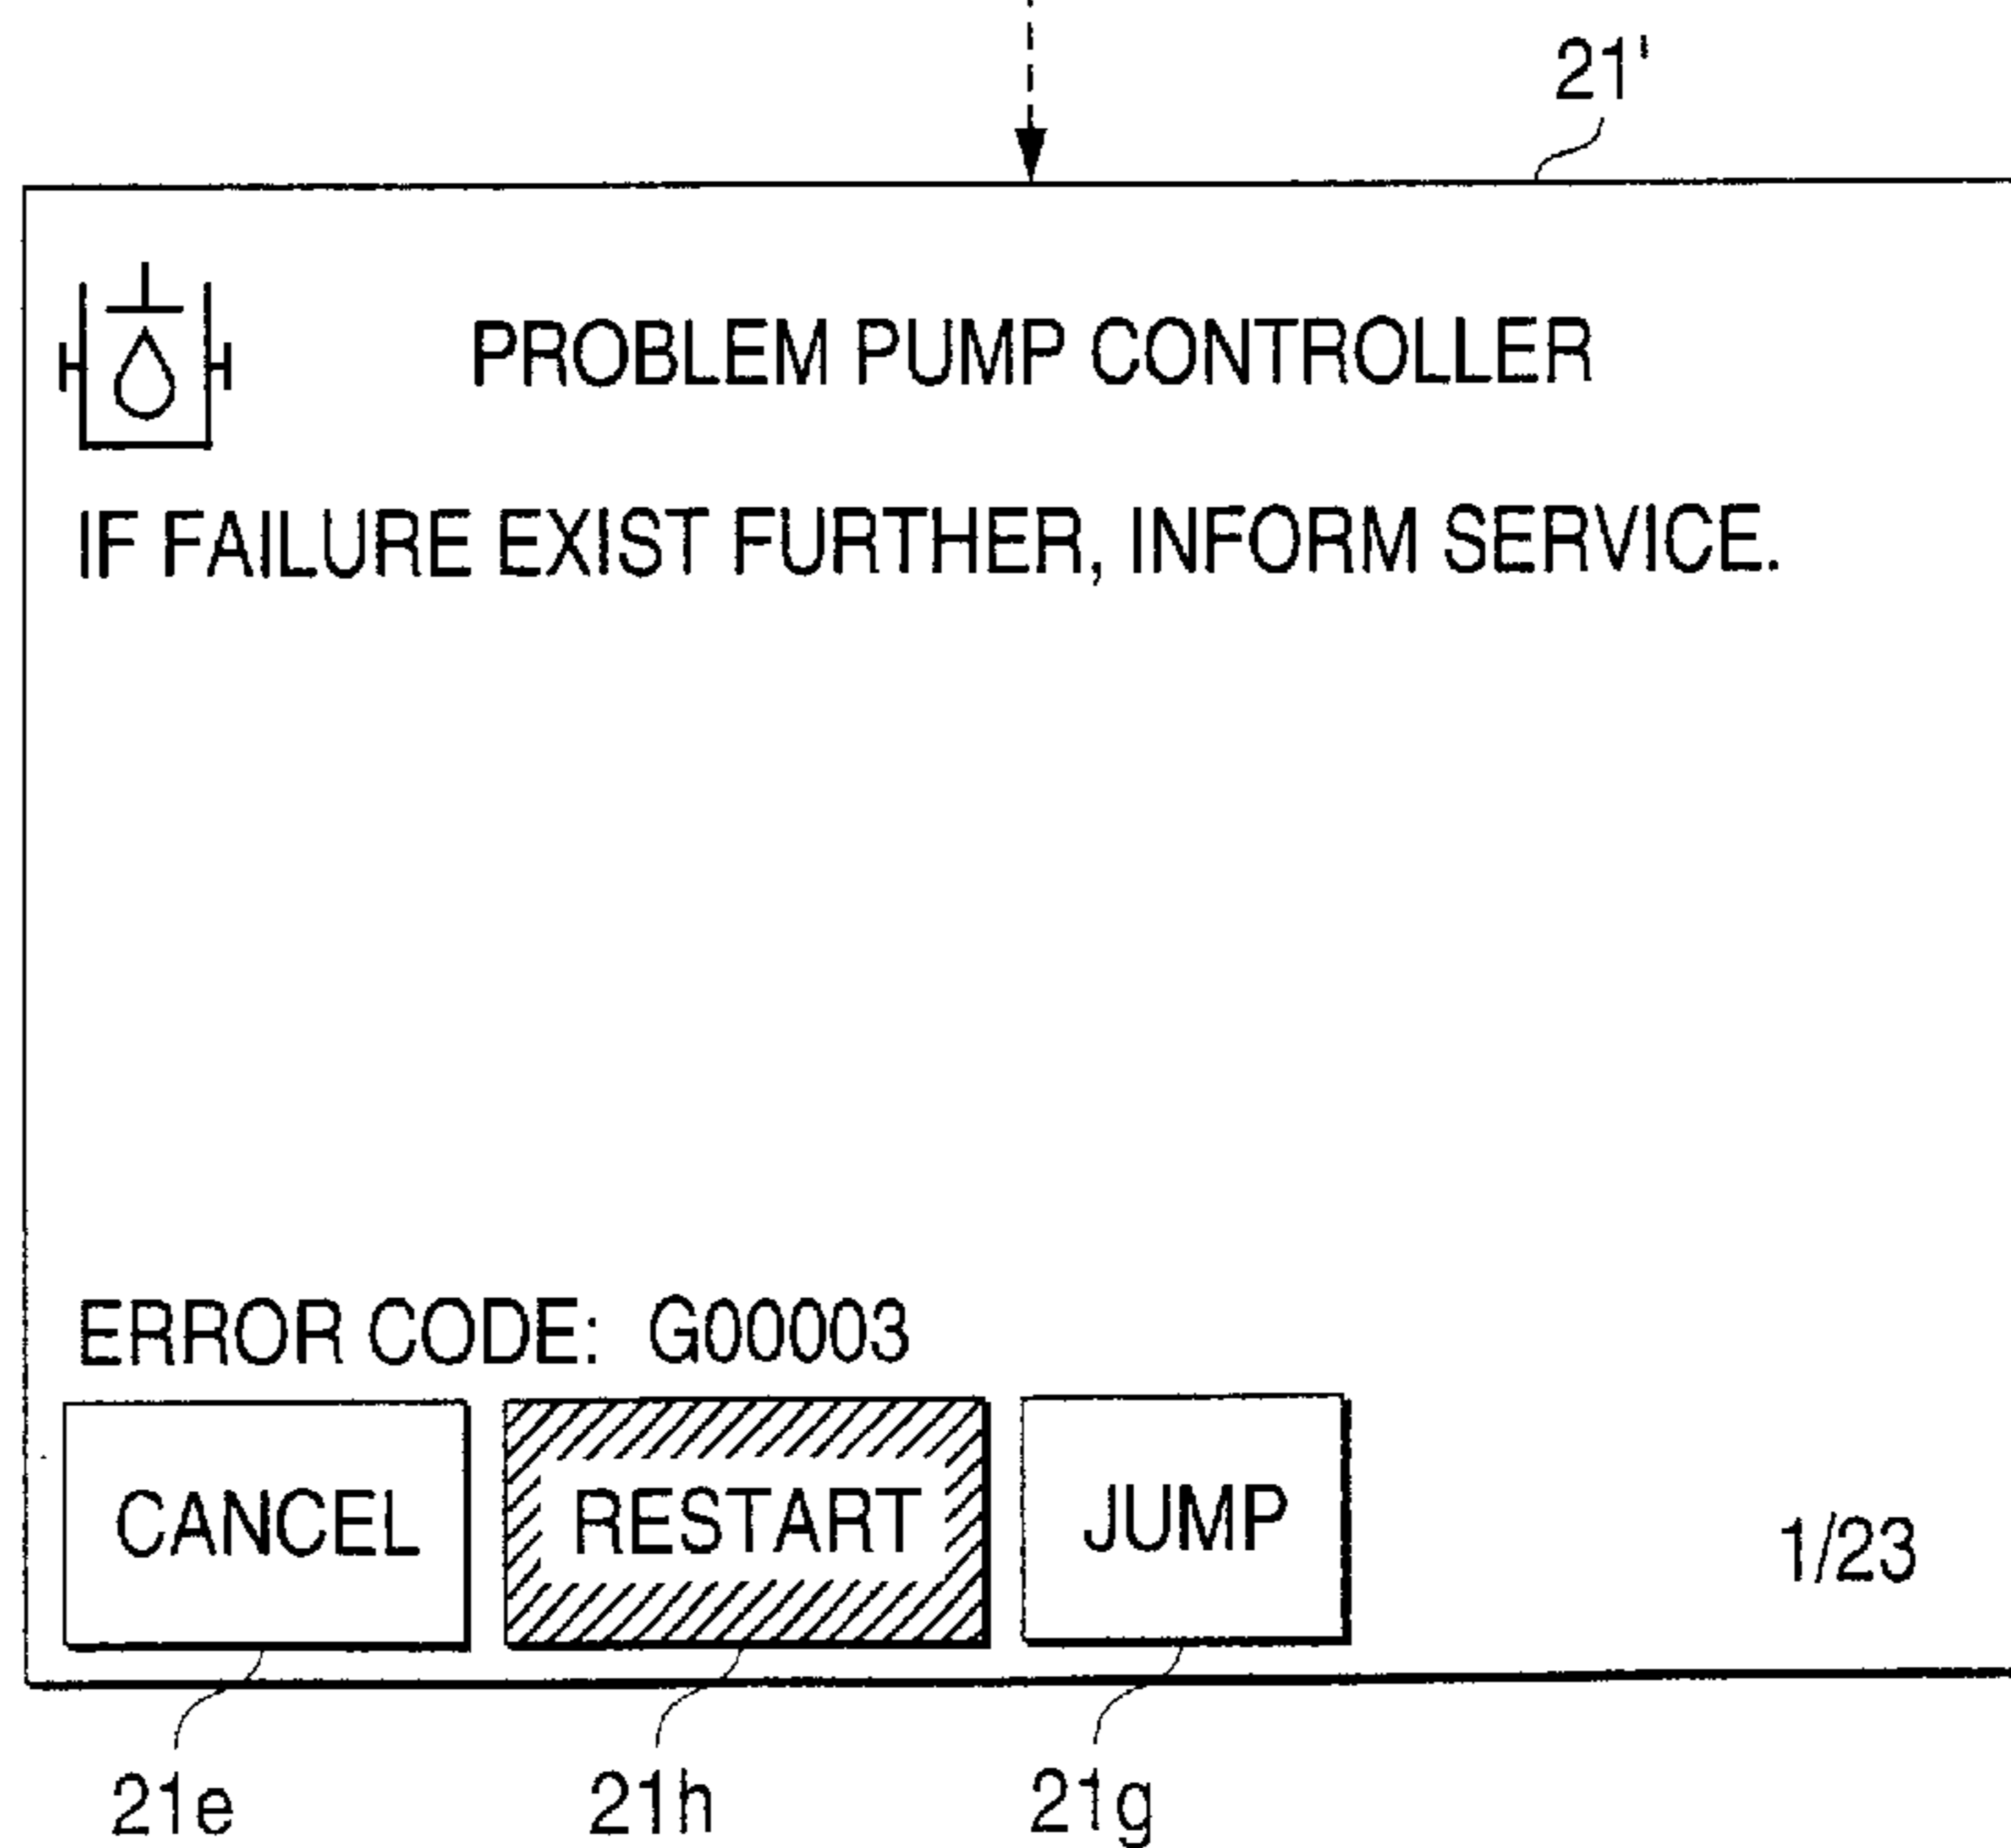 21'
PROBLEM PUMP CONTROLLER
IF FAILURE EXIST FURTHER, INFORM SERVICE.
ERROR CODE: G00003
CANCEL RESTART JUMP 1/23
21e 21h 21g